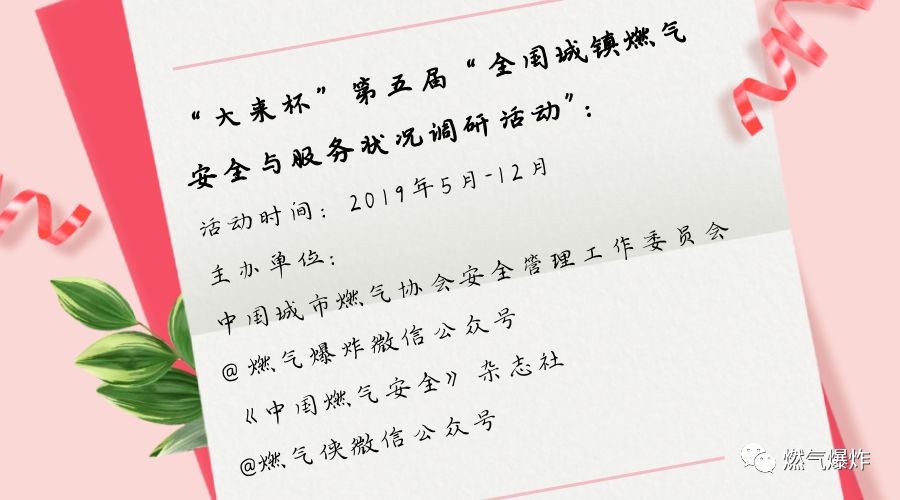 “大来杯”第五届“全国城镇燃气
安全与服务状况调研活动”：
活动时间：2019年5月-12月
主办单位：
中国城市燃气协会安全管理工作委员会
@燃气爆炸微信公众号
《中国燃气安全》杂志社
@燃气侠微信公众号
燃气爆炸